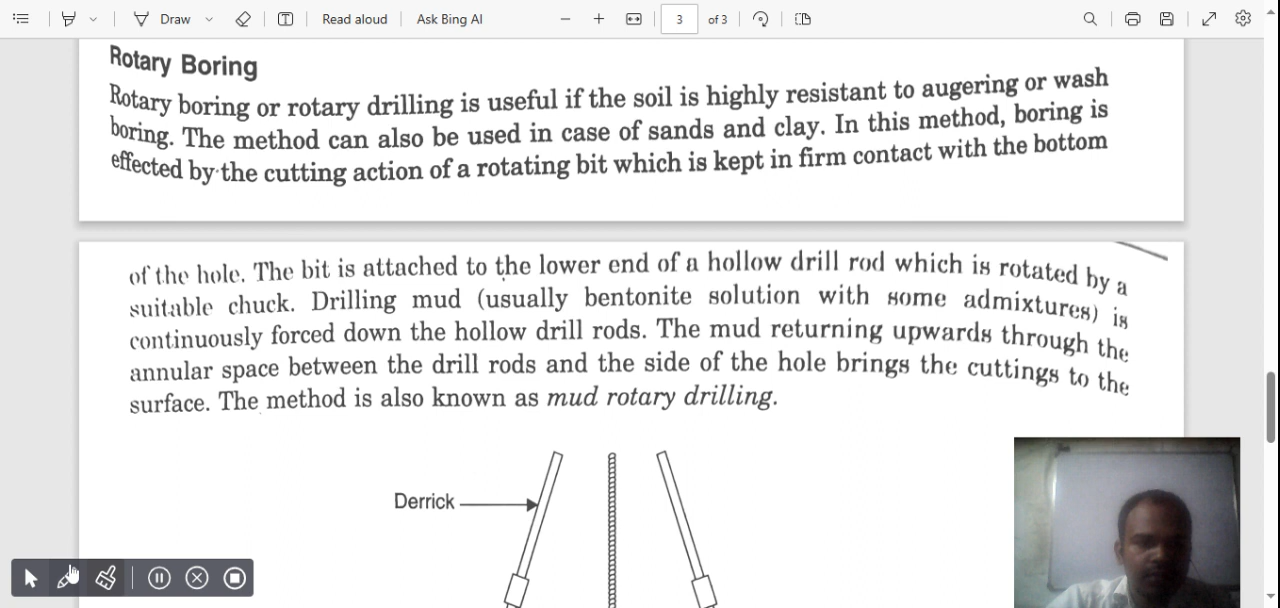 Draw
Read aloud
Ask Bing AI
3
of 3
Rotary Boring
Rotary boring or rotary drilling is useful if the soil is highly resistant to augering or wash
boring. The method can also be used in case of sands and clay. In this method, boring is
effected by the cutting action of a rotating bit which is kept in firm contact with the bottom
of the hole. The bit is attached to the lower end of a hollow drill rod which is rotated by a
suitable chuck. Drilling mud (usually bentonite solution with some admixtures) is
continuously forced down the hollow drill rods. The mud returning upwards through the
annular space between the drill rods and the side of the hole brings the cuttings to the
surface. The method is also known as mud rotary drilling.
Derrick